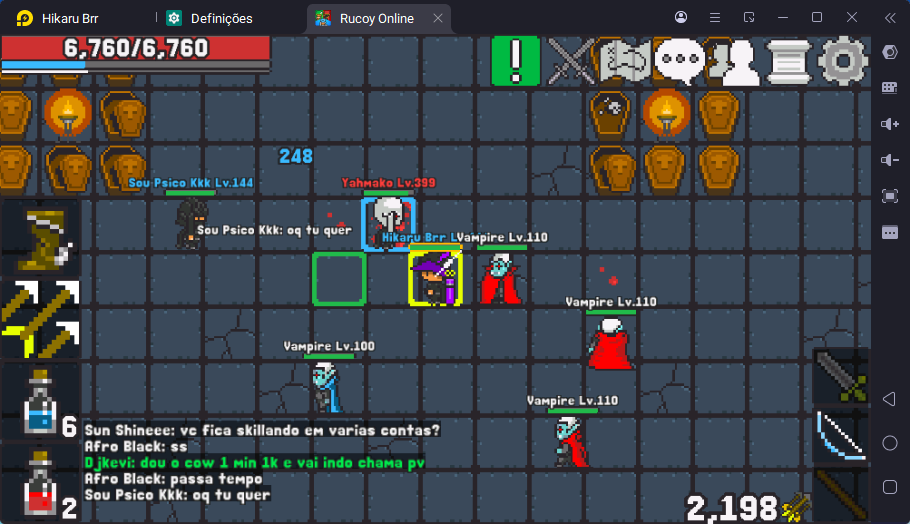 Hikaru Brr
Definições
Rucoy Online
6,760/6,760
248
Sou Psico Kkk Lv.144
Yahmako Lv.399
Sou Psico Kkk: oq tu quer
Hikaru Brr L
Vampire Lv.110
Vampire Lv.110
Vampire Lv.100
Vampire Lv.110
6
2
Sun Shineee: vc fica skillando em varias contas?
Afro Black: ss
Djkevi: dou o cow 1 min 1k e vai indo chama pv
Afro Black: passa tempo
Sou Psico Kkk: oq tu quer
2,198